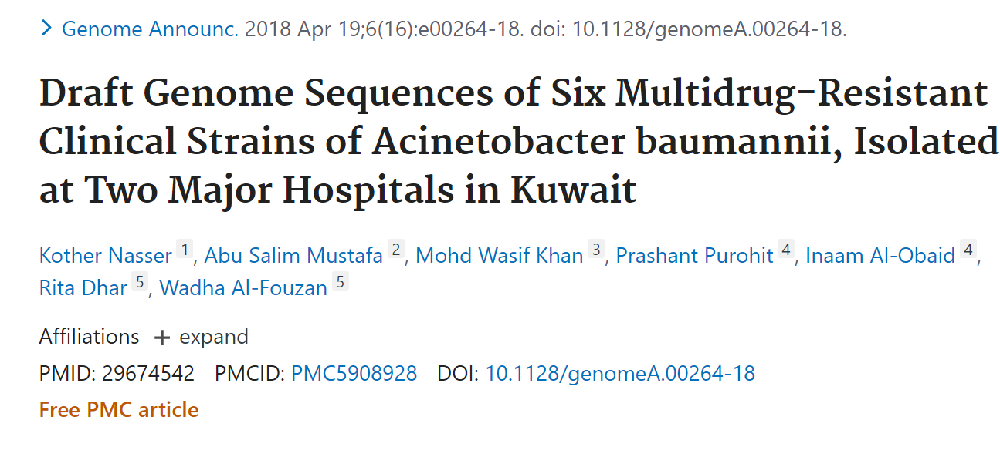 Genome Announc. 2018 Apr 19;6(16):e00264-18. doi: 10.1128/genomeA.00264-18.
Draft Genome Sequences of Six Multidrug-Resistant
Clinical Strains of Acinetobacter baumannii, Isolated
at Two Major Hospitals in Kuwait
Kother Nasser 1, Abu Salim Mustafa 2, Mohd Wasif Khan 3, Prashant Purohit 4, Inaam Al-Obaid 4,
Rita Dhar 5, Wadha Al-Fouzan 5
Affiliations + expand
PMID: 29674542 PMCID: PMC5908928 DOI: 10.1128/genomeA.00264-18
Free PMC article